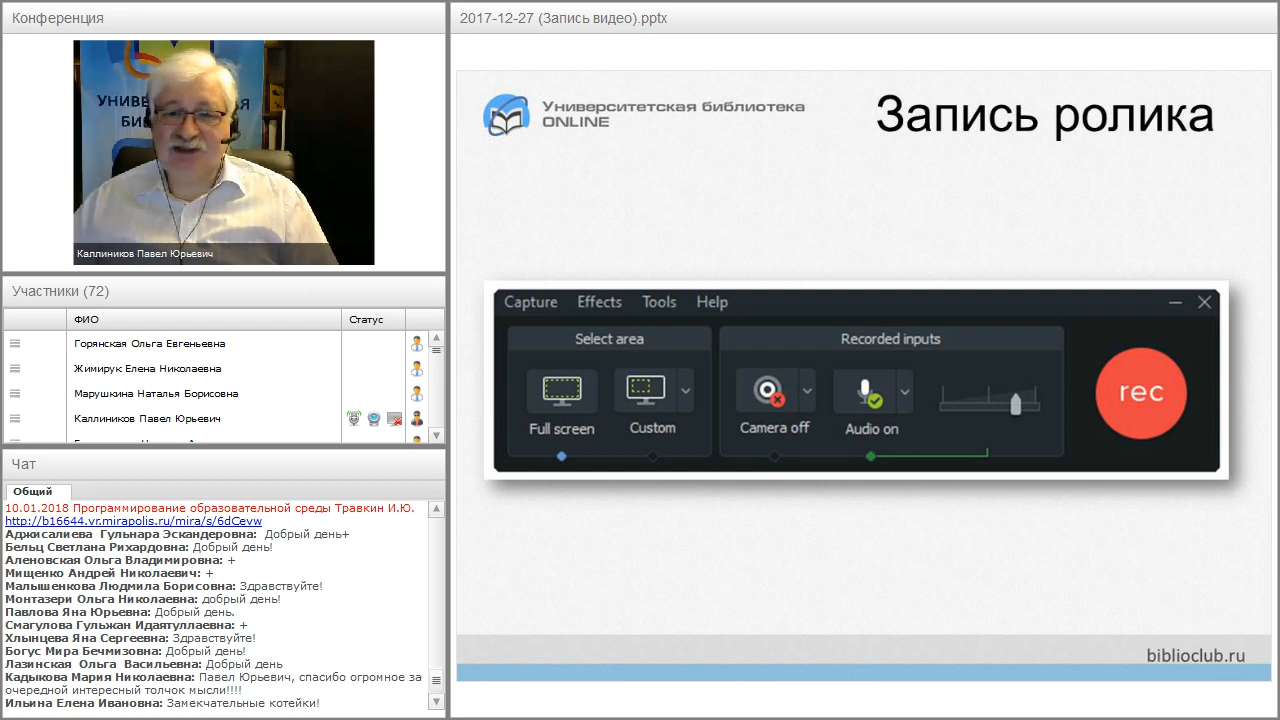 Конференция
УНИВЕ
БИБ
Каллиников Павел Юрьевич
Участники (72)
ФИО
Статус
Горянская Ольга Евгеньевна
Жимирук Елена Николаевна
Марушкина Наталья Борисовна
Каллиников Павел Юрьевич
Чат
Общий
10.01.2018 Программирование образовательной среды Травкин И.Ю.
http://b16644.vr.mirapolis.ru/mira/s/6dCevw
Аджисалиева Гульнара Эскандеровна: Добрый день+
Бельц Светлана Рихардовна: Добрый день!
Аленовская Ольга Владимировна: +
Мищенко Андрей Николаевич: +
Малышенкова Людмила Борисовна: Здравствуйте!
Монтазери Ольга Николаевна: добрый день!
Павлова Яна Юрьевна: Добрый день.
Смагулова Гульжан Идаятуллаевна: +
Хлынцева Яна Сергеевна: Здравствуйте!
Богус Мира Бечмизовна: Добрый день!
Лазинская Ольга Васильевна: Добрый день
Кадыкова Мария Николаевна: Павел Юрьевич, спасибо огромное за
очередной интересный толчок мысли!!!!
Ильина Елена Ивановна: Замекчательные котейки!
2017-12-27 (Запись видео).pptx
Университетская библиотека
ONLINE
Запись ролика
Capture Effects Tools Help
Select area
Recorded inputs
Full screen
Custom
Camera off
Audio on
rec
biblioclub.ru